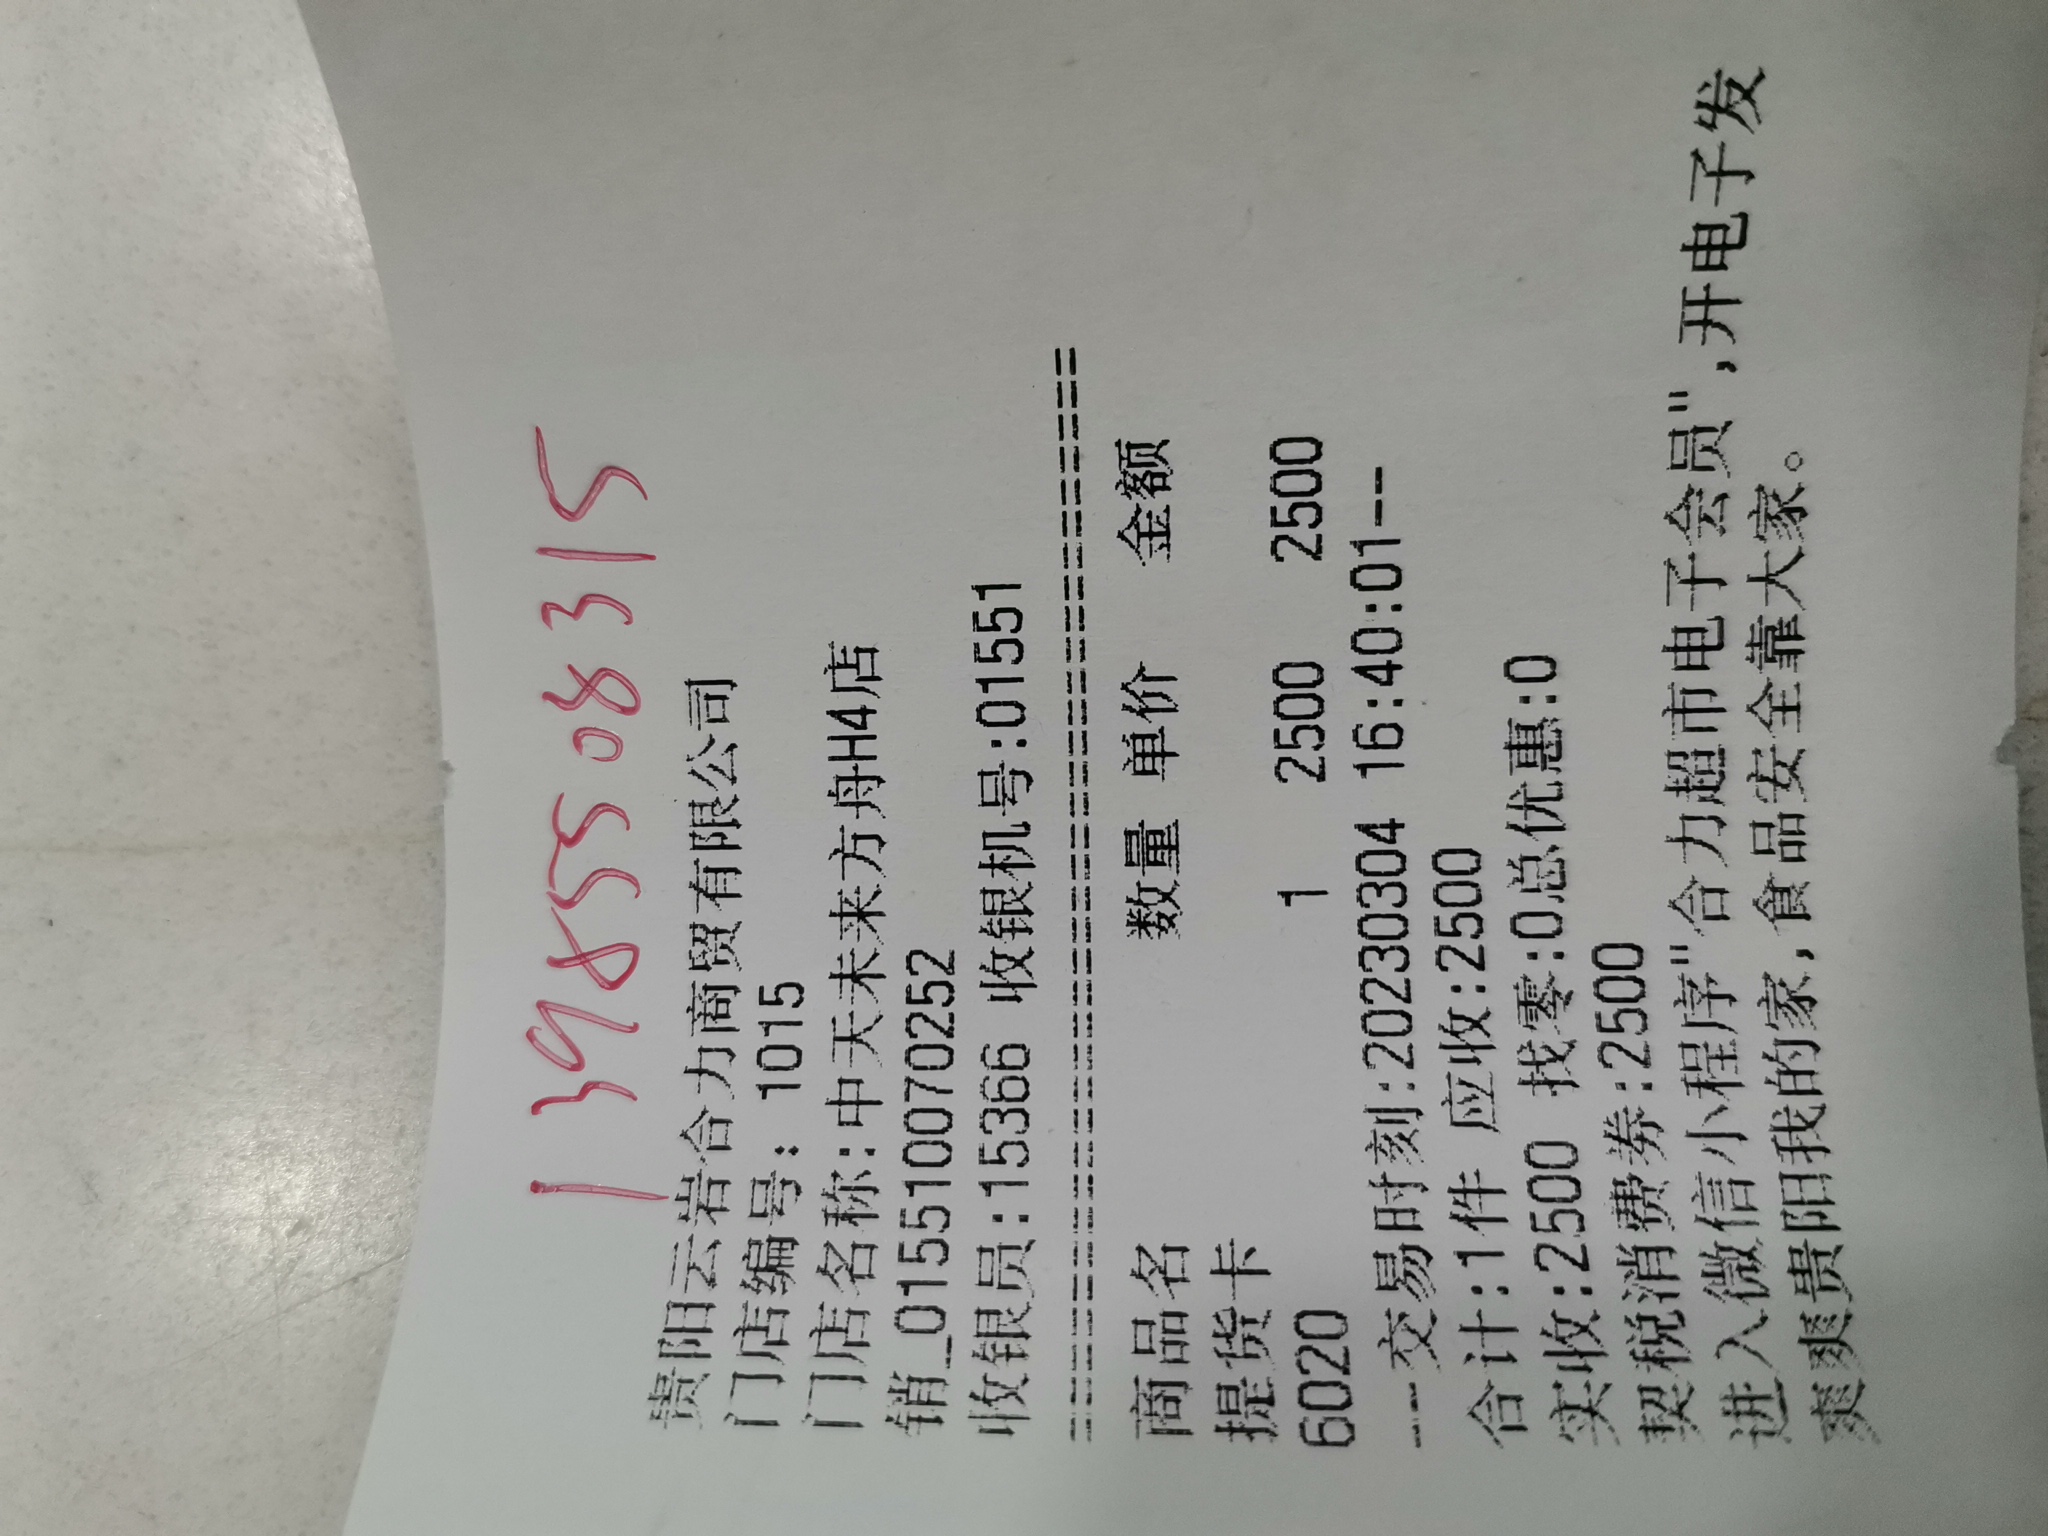 13985508315
贵阳云岩合力商贸有限公司
门店编号: 1015
门店名称:中天未来方舟H4店
销_0155100702​52
收银员:15366 收银机号:01551
================================
商品名 数量 单价 金额
提货卡
6020 1 2500 2500
---交易时刻:20230304 16:40:01--
合计:1件 应收:2500
实收:2500 找零:0总优惠:0
契税消费券:2500
进入微信小程序"合力超市电子会员",开电子发
爽爽贵阳我的家,食品安全靠大家。